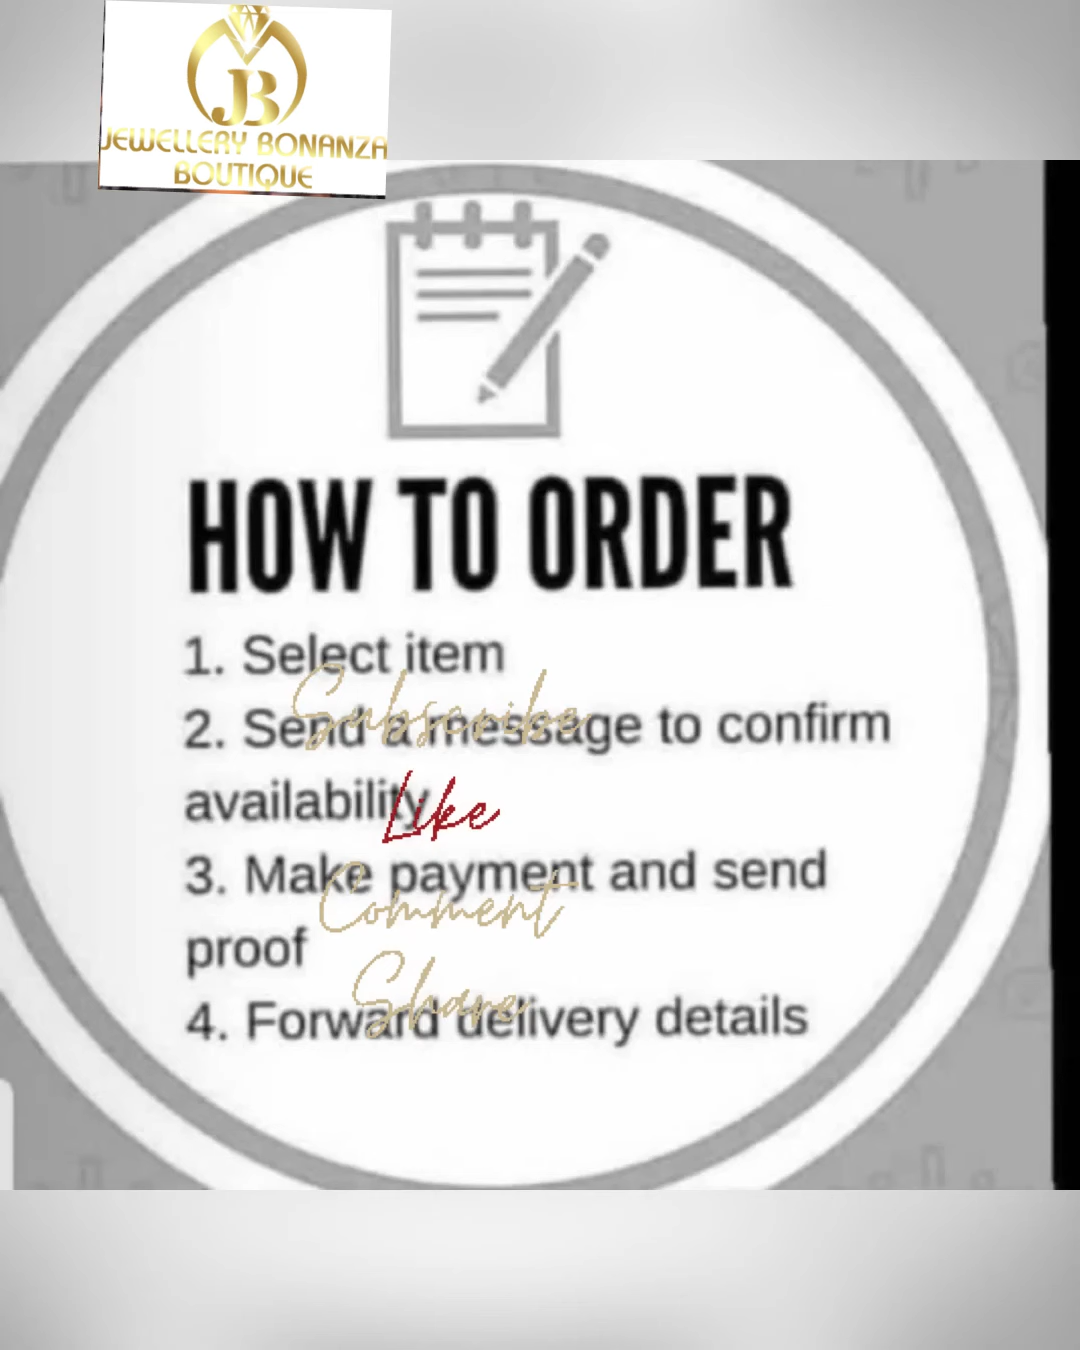 JB
JEWELLERY BONANZA
BOUTIQUE
HOW TO ORDER
1. Select item
Subscribe
2. Send a message to confirm
availability
Like
3. Make payment and send
Comment
proof
Share
4. Forward delivery details